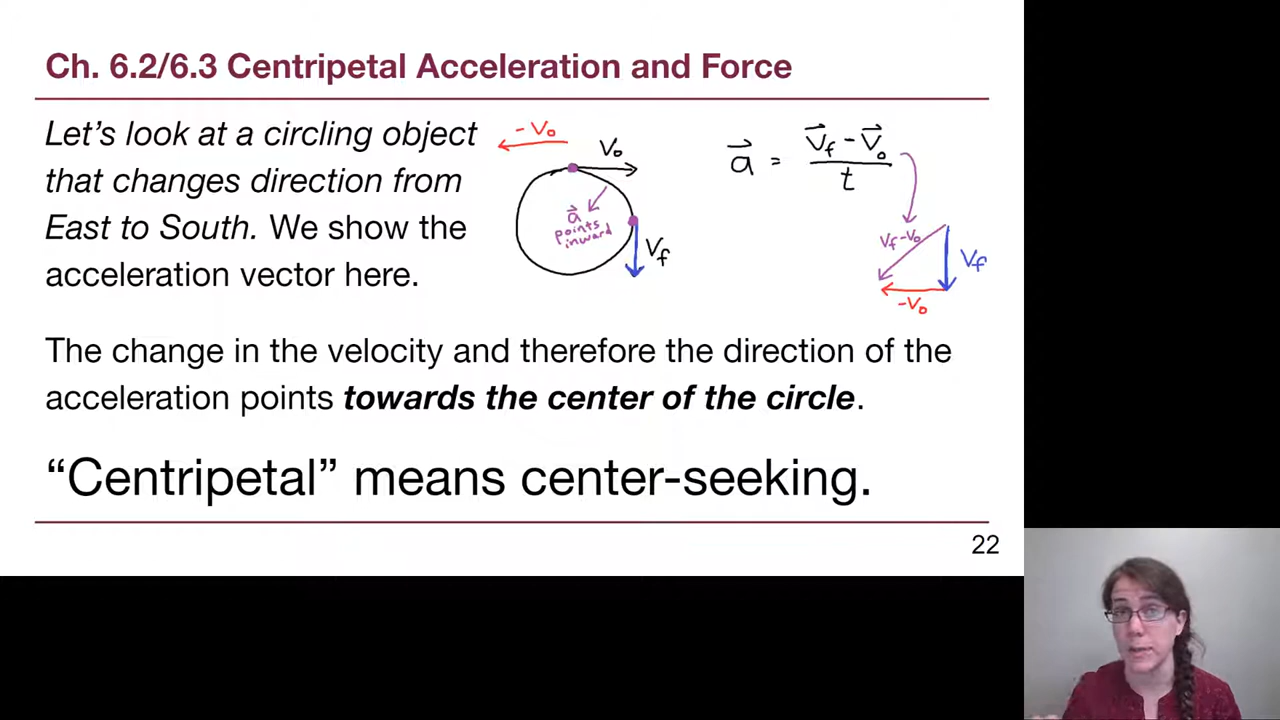 Ch. 6.2/6.3 Centripetal Acceleration and Force
Let's look at a circling object
that changes direction from
East to South. We show the
acceleration vector here.
-V₀
V₀
a⃗
points
inward
Vf
a⃗ = (V⃗f - V⃗₀) / t
Vf-V₀
Vf
-V₀
The change in the velocity and therefore the direction of the
acceleration points towards the center of the circle.
“Centripetal” means center-seeking.
22